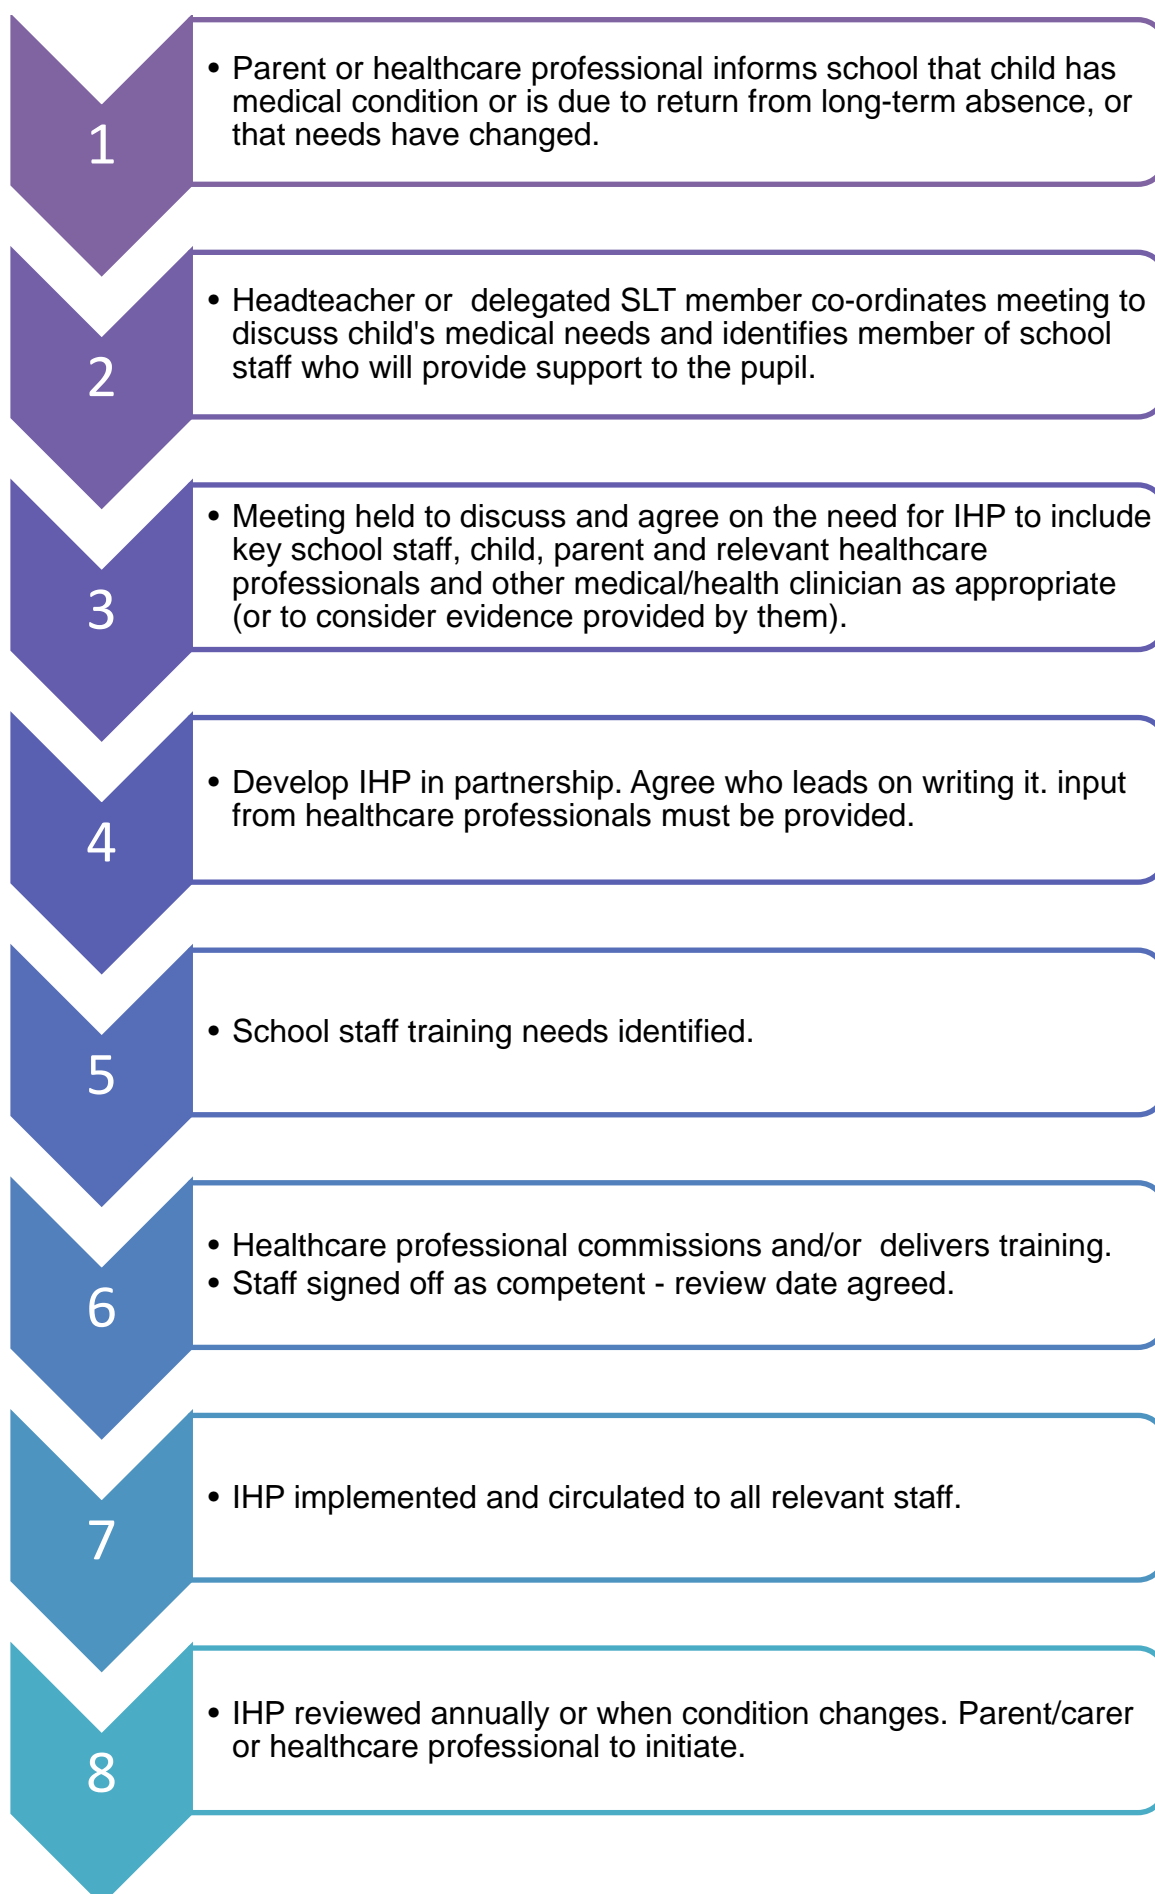 1
• Parent or healthcare professional informs school that child has
medical condition or is due to return from long-term absence, or
that needs have changed.
2
• Headteacher or  delegated SLT member co-ordinates meeting to
discuss child's medical needs and identifies member of school
staff who will provide support to the pupil.
3
• Meeting held to discuss and agree on the need for IHP to include
key school staff, child, parent and relevant healthcare
professionals and other medical/health clinician as appropriate
(or to consider evidence provided by them).
4
• Develop IHP in partnership. Agree who leads on writing it. input
from healthcare professionals must be provided.
5
• School staff training needs identified.
6
• Healthcare professional commissions and/or  delivers training.
• Staff signed off as competent - review date agreed.
7
• IHP implemented and circulated to all relevant staff.
8
• IHP reviewed annually or when condition changes. Parent/carer
or healthcare professional to initiate.